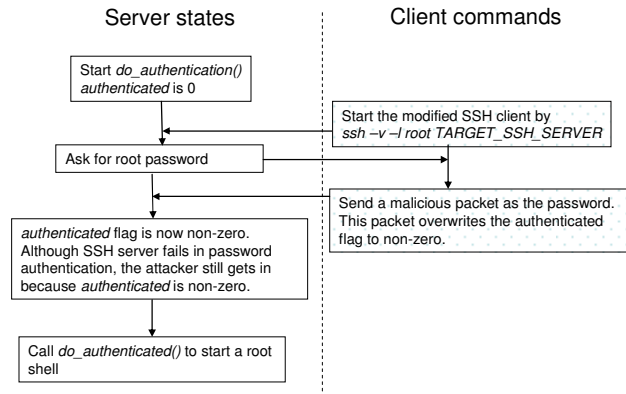 Server states
Client commands
Start do_authentication()
authenticated is 0
Start the modified SSH client by
ssh –v –l root TARGET_SSH_SERVER
Ask for root password
Send a malicious packet as the password.
This packet overwrites the authenticated
flag to non-zero.
authenticated flag is now non-zero.
Although SSH server fails in password
authentication, the attacker still gets in
because authenticated is non-zero.
Call do_authenticated() to start a root
shell